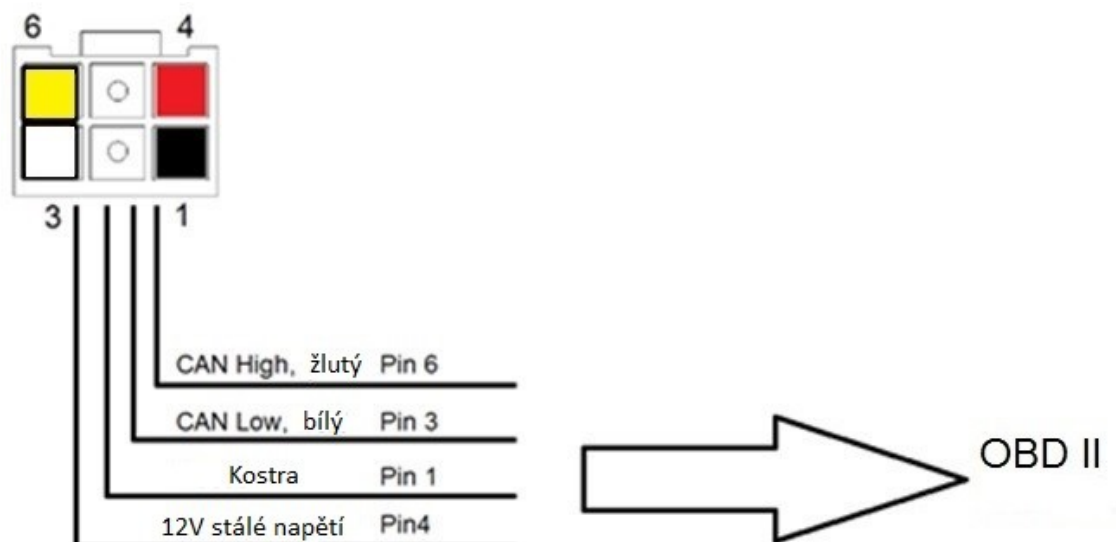 6 4
3 1
CAN High, žlutý Pin 6
CAN Low, bílý Pin 3
OBD II
Kostra Pin 1
12V stálé napětí Pin4